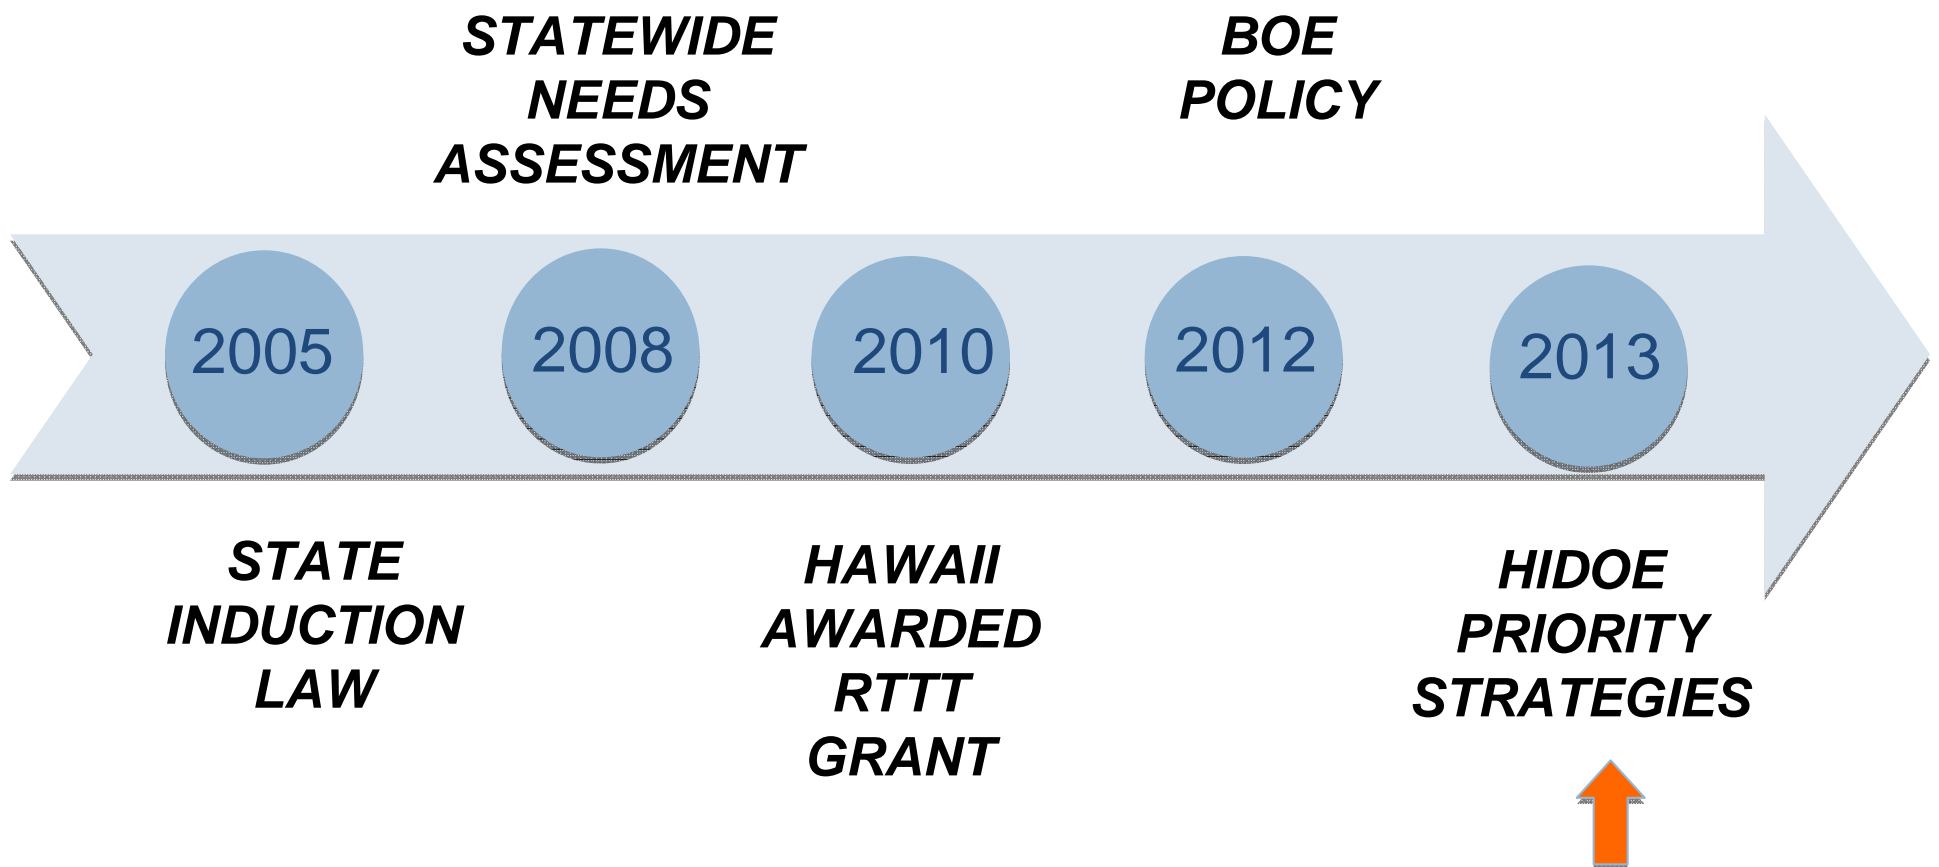 STATEWIDE
NEEDS
ASSESSMENT
BOE
POLICY
2005
2008
2010
2012
2013
STATE
INDUCTION
LAW
HAWAII
AWARDED
RTTT
GRANT
HIDOE
PRIORITY
STRATEGIES